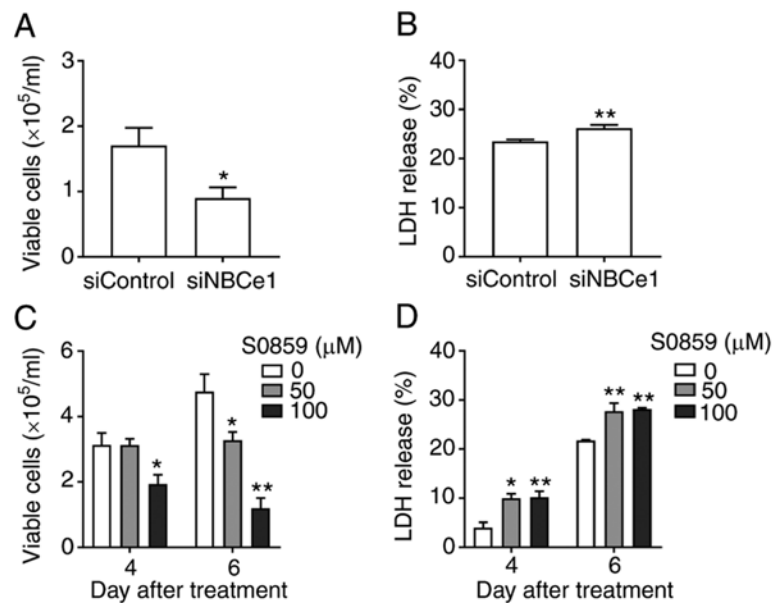 A
Viable cells (×10⁵/ml)
3
2
1
0
*
siControl siNBCe1
B
LDH release (%)
40
30
20
10
0
**
siControl siNBCe1
C
Viable cells (×10⁵/ml)
6
4
2
0
S0859 (μM)
0
50
100
*
*
**
4 6
Day after treatment
D
LDH release (%)
40
30
20
10
0
S0859 (μM)
0
50
100
* **
** **
4 6
Day after treatment